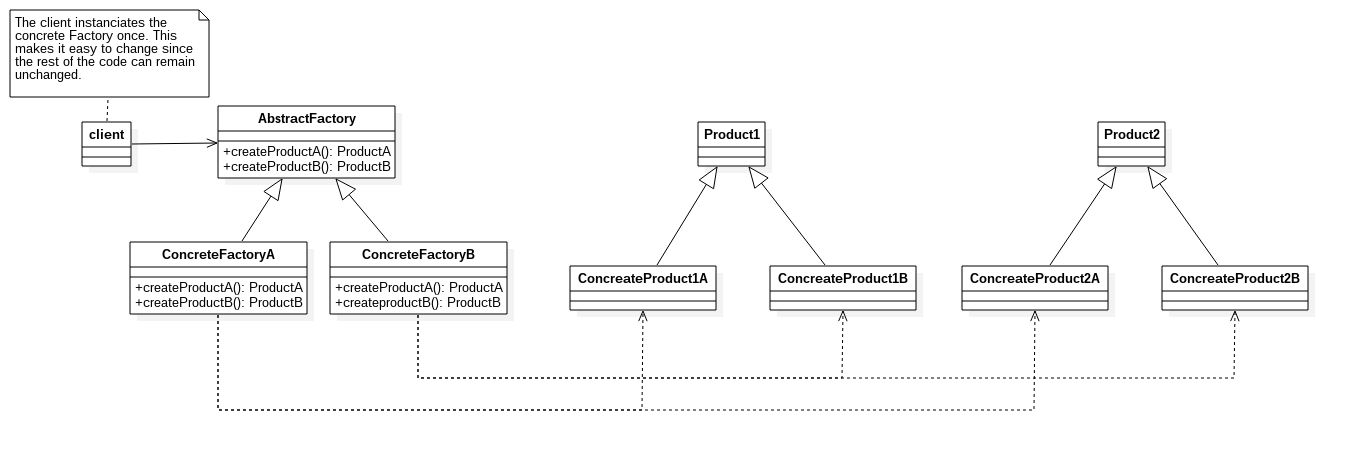 The client instanciates the
concrete Factory once. This
makes it easy to change since
the rest of the code can remain
unchanged.
client
AbstractFactory
+createProductA(): ProductA
+createProductB(): ProductB
Product1
Product2
ConcreteFactoryA
+createProductA(): ProductA
+createProductB(): ProductB
ConcreteFactoryB
+createProductA(): ProductA
+createproductB(): ProductB
ConcreateProduct1A
ConcreateProduct1B
ConcreateProduct2A
ConcreateProduct2B